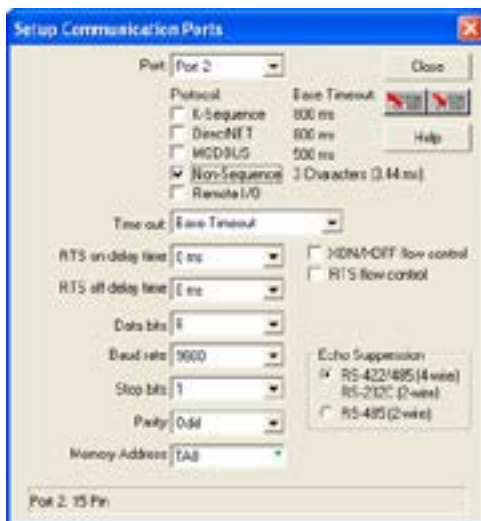 Setup Communication Ports
Port: Port 2
Close
Protocol: Base Timeout:
K-Sequence 800 ms
DirectNET 800 ms
MODBUS 500 ms
Non-Sequence 3 Characters (3.44 ms)
Remote I/O
Help
Time out: Base Timeout
RTS on delay time: 0 ms
XON/XOFF flow control
RTS flow control
RTS off delay time: 0 ms
Data bits:
Baud rate: 9600
Echo Suppression
RS-422/485 (4-wire)
RS-232C (2-wire)
Stop bits: 1
RS-485 (2-wire)
Parity: Odd
Memory Address:
Port 2: 15 Pin